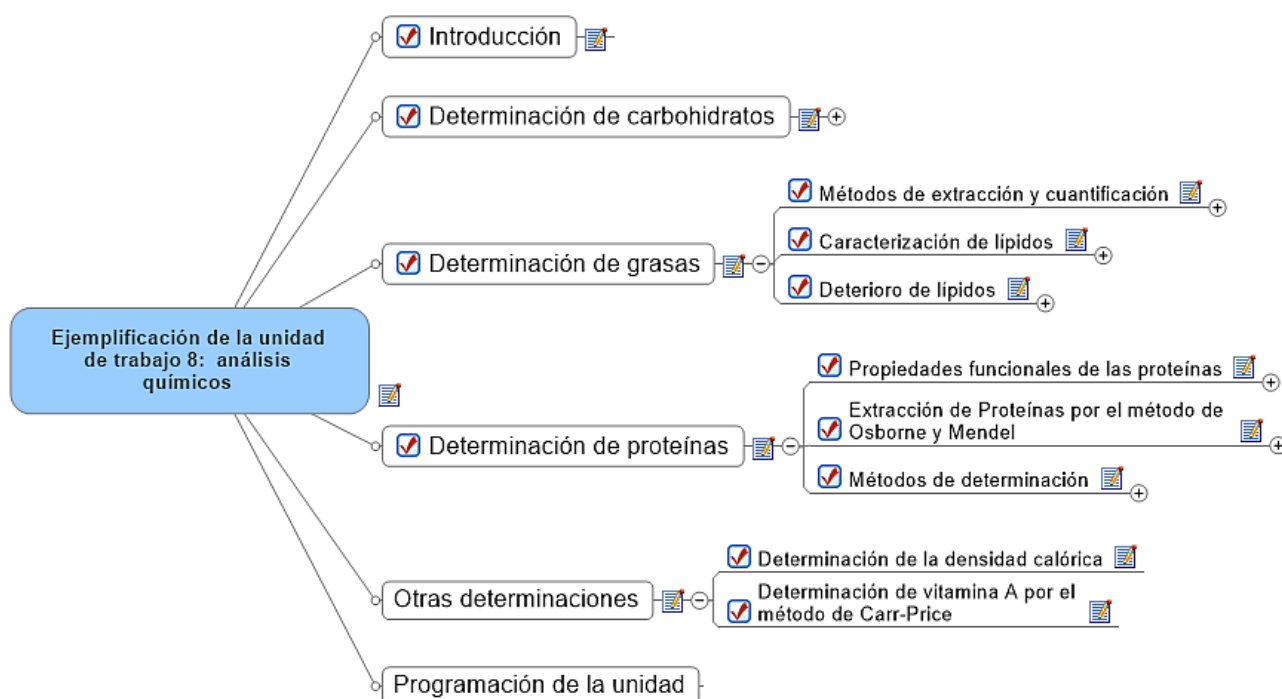 Introducción
Determinación de carbohidratos
Métodos de extracción y cuantificación
Caracterización de lípidos
Determinación de grasas
Deterioro de lípidos
Ejemplificación de la unidad
de trabajo 8: análisis
químicos
Propiedades funcionales de las proteínas
Extracción de Proteínas por el método de
Osborne y Mendel
Determinación de proteínas
Métodos de determinación
Determinación de la densidad calórica
Determinación de vitamina A por el
método de Carr-Price
Otras determinaciones
Programación de la unidad